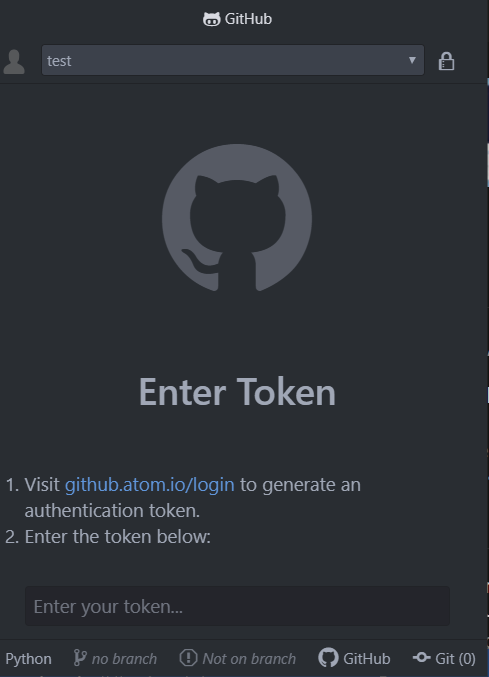 GitHub
test
Enter Token
1. Visit github.atom.io/login to generate an
authentication token.
2. Enter the token below:
Enter your token...
Python no branch Not on branch GitHub Git (0)